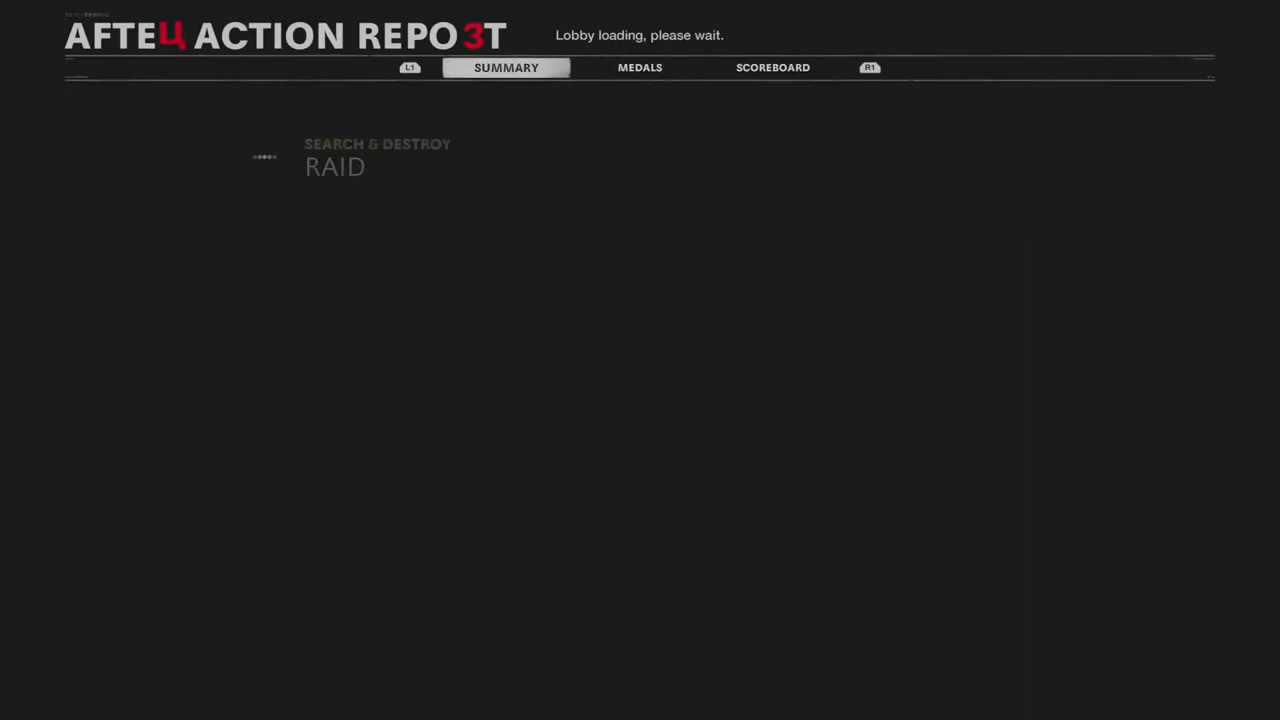 AFTEЦ ACTION REPOЗT
Lobby loading, please wait.
L1 SUMMARY MEDALS SCOREBOARD R1
SEARCH & DESTROY
RAID